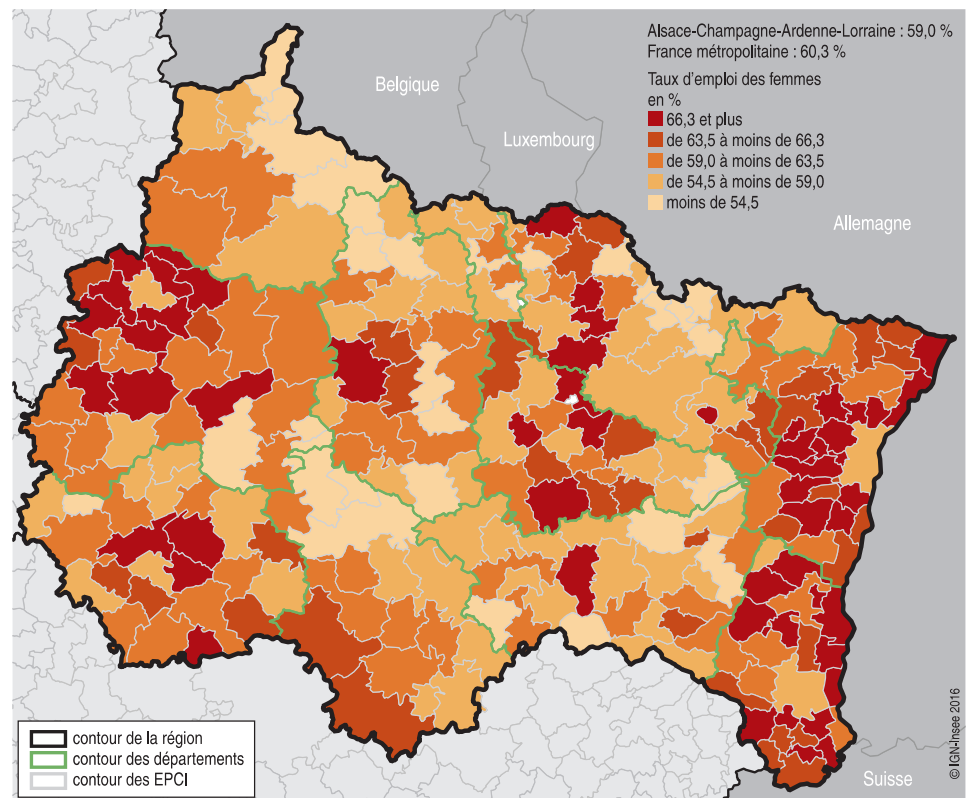 Alsace-Champagne-Ardenne-Lorraine : 59,0 %
France métropolitaine : 60,3 %
Taux d'emploi des femmes
en %
66,3 et plus
de 63,5 à moins de 66,3
de 59,0 à moins de 63,5
de 54,5 à moins de 59,0
moins de 54,5
Belgique
Luxembourg
Allemagne
Suisse
contour de la région
contour des départements
contour des EPCI
© IGN-Insee 2016